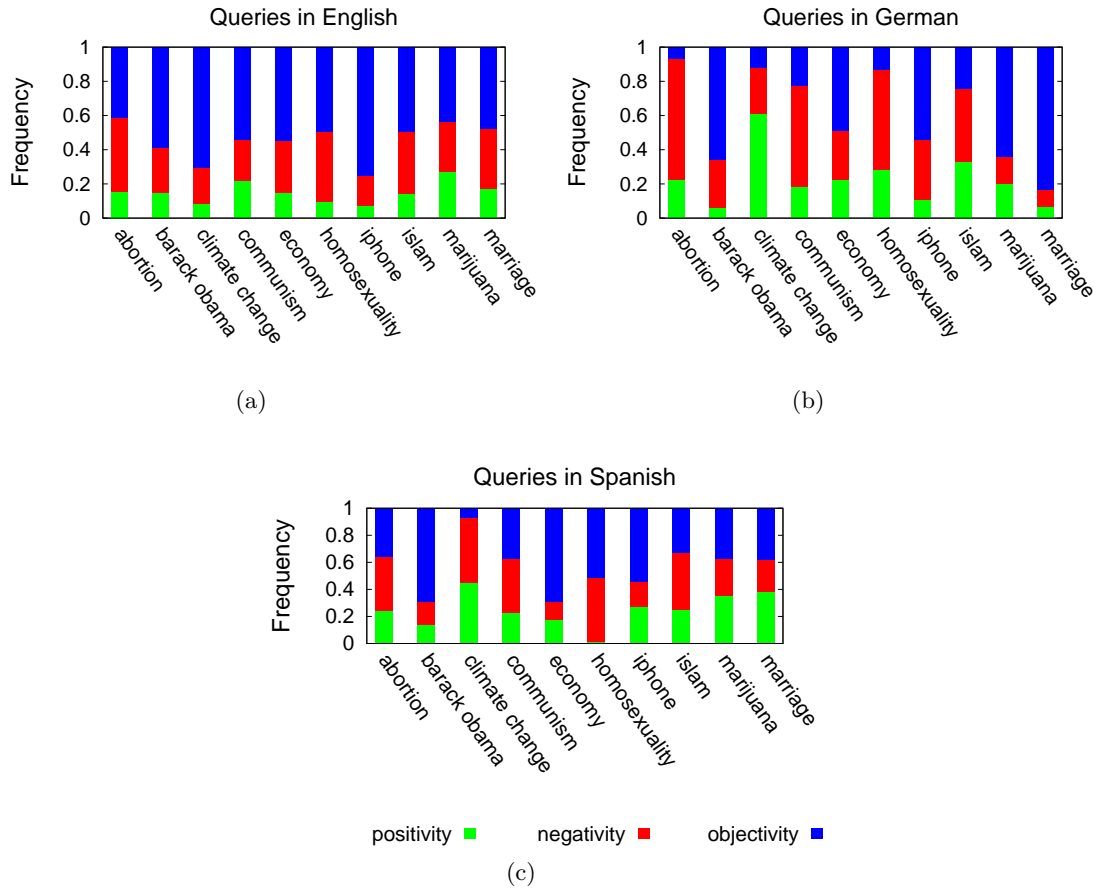 Queries in English
Frequency
1
0.8
0.6
0.4
0.2
0
abortion
barack obama
climate change
communism
economy
homosexuality
iphone
islam
marijuana
marriage
(a)
Queries in German
Frequency
1
0.8
0.6
0.4
0.2
0
abortion
barack obama
climate change
communism
economy
homosexuality
iphone
islam
marijuana
marriage
(b)
Queries in Spanish
Frequency
1
0.8
0.6
0.4
0.2
0
abortion
barack obama
climate change
communism
economy
homosexuality
iphone
islam
marijuana
marriage
positivity negativity objectivity
(c)